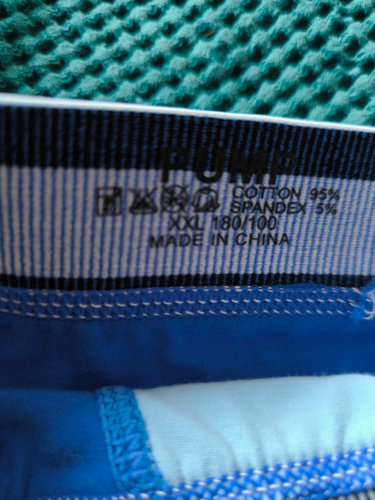 PUMP
COTTON 95%
SPANDEX 5%
XXL 180/100
MADE IN CHINA